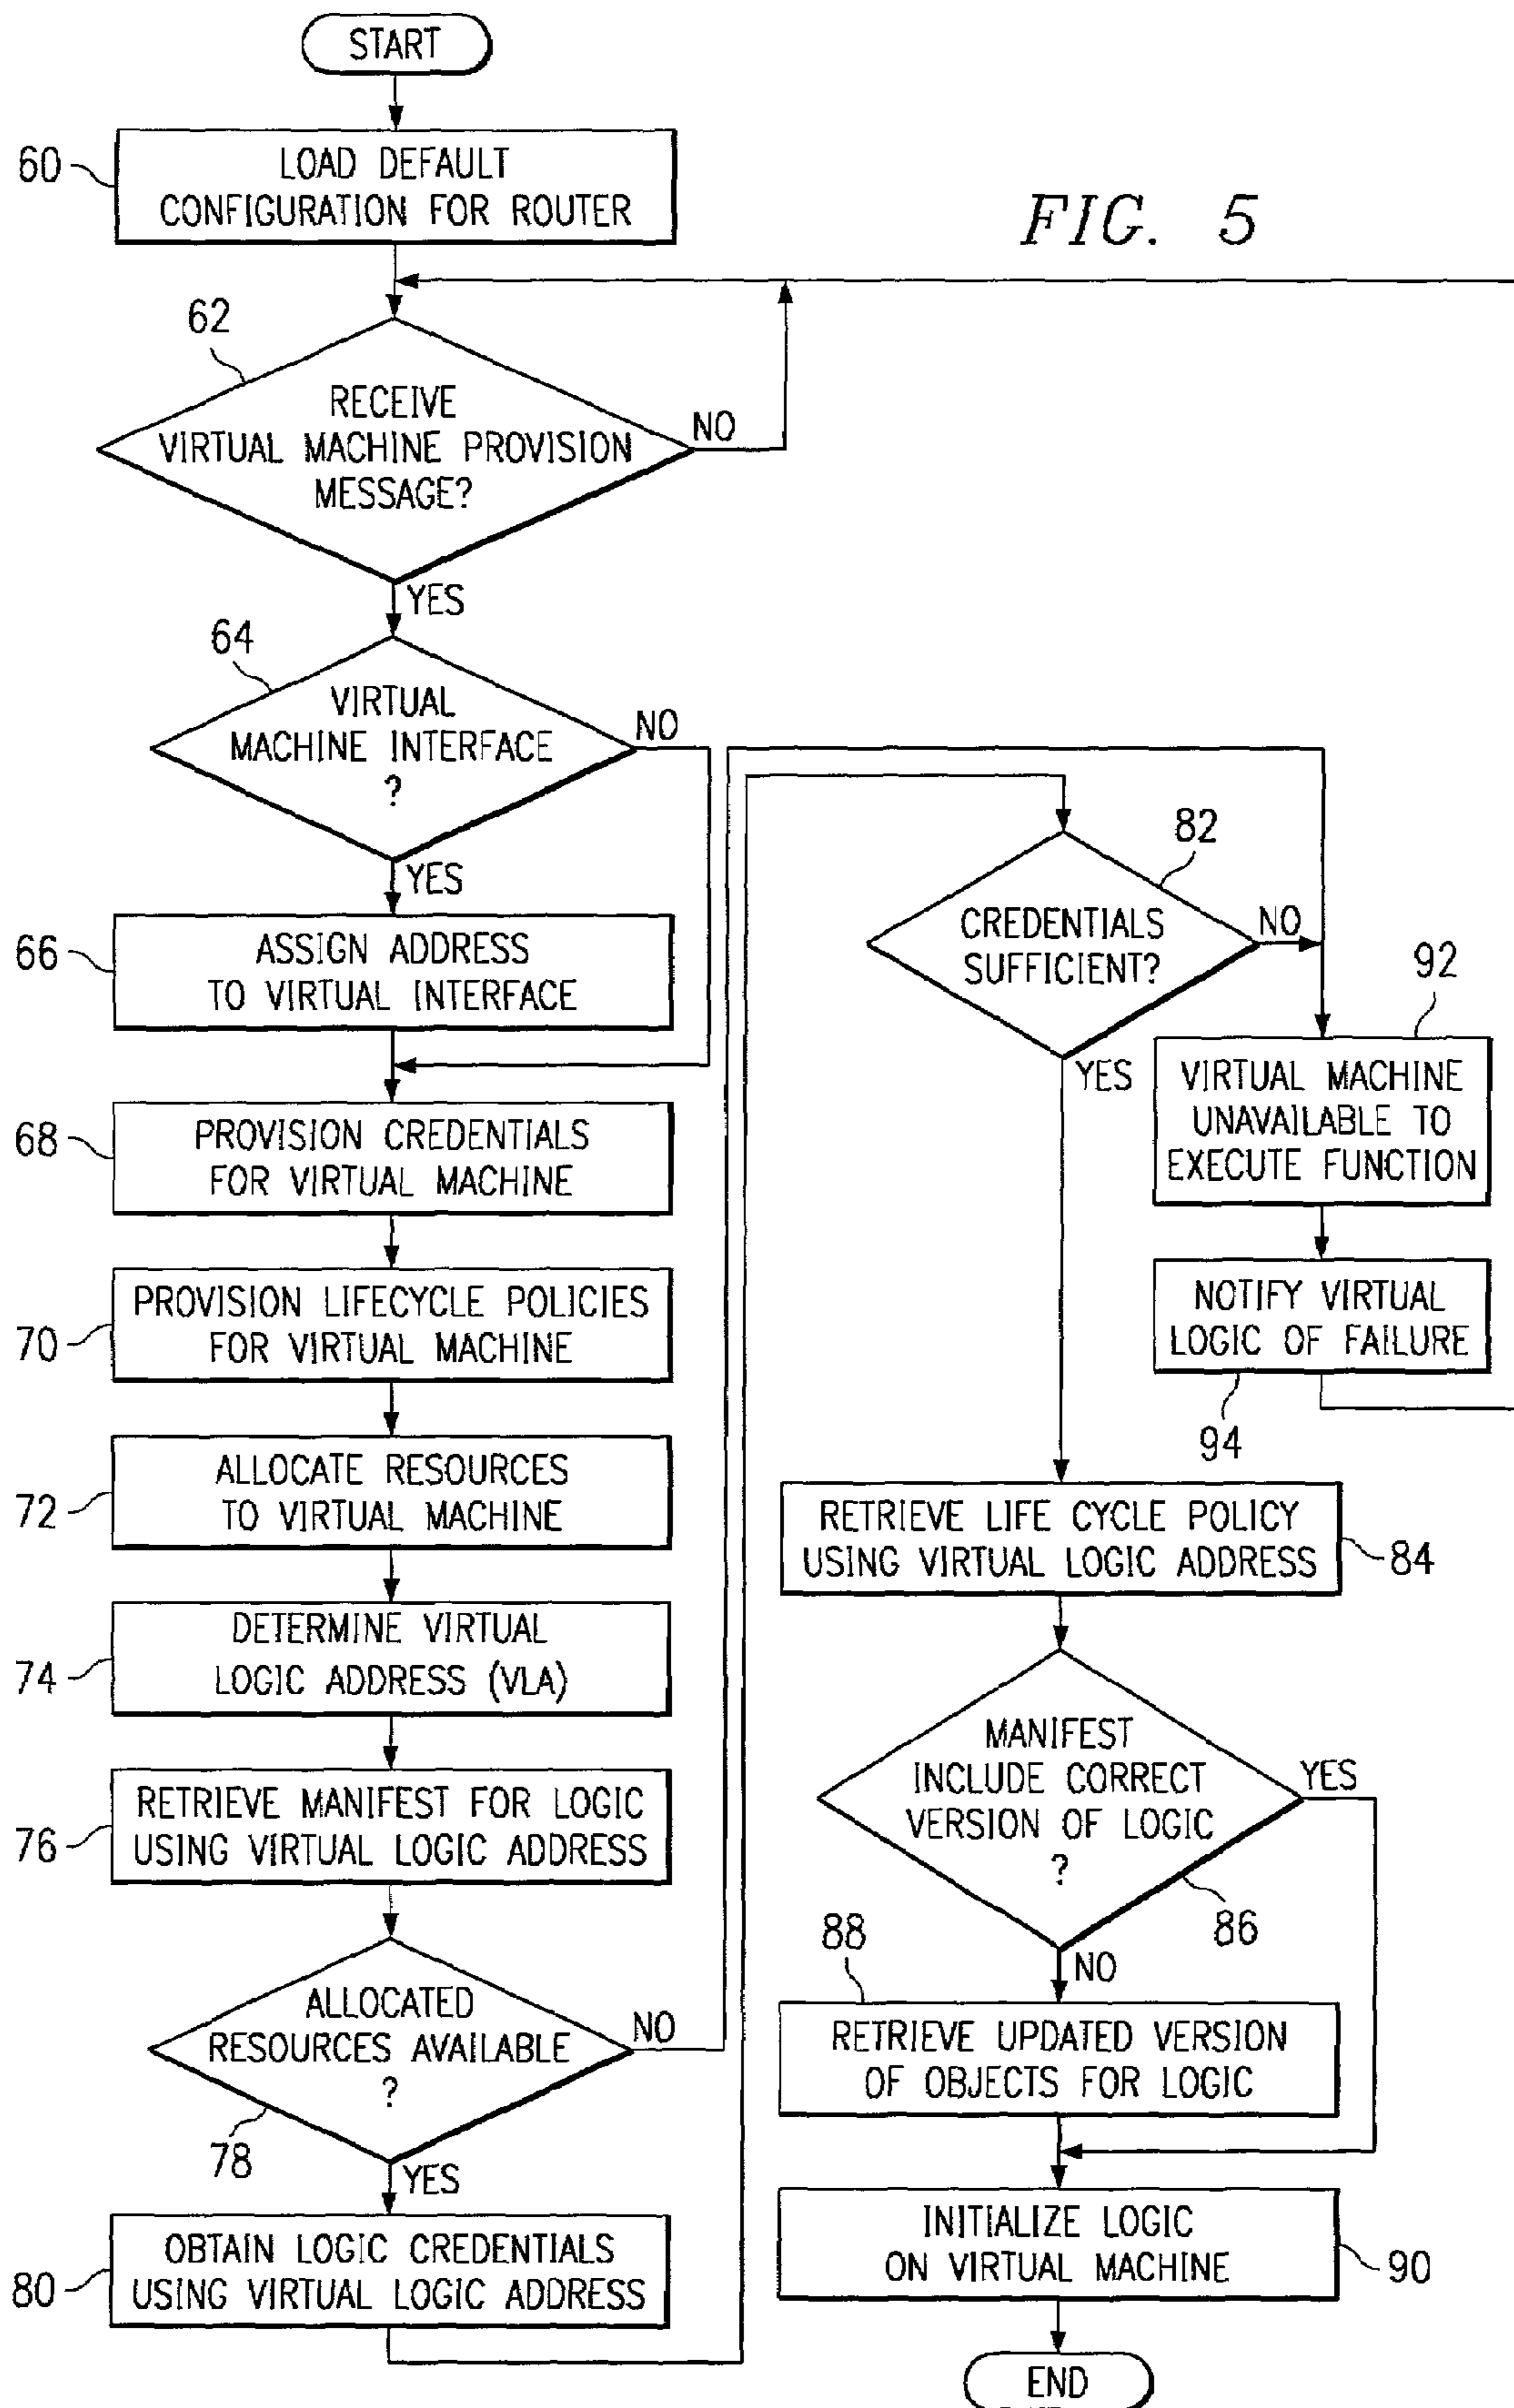 START
60
LOAD DEFAULT
CONFIGURATION FOR ROUTER
FIG. 5
62
RECEIVE
VIRTUAL MACHINE PROVISION
MESSAGE?
NO
YES
64
VIRTUAL
MACHINE INTERFACE
?
NO
YES
66
ASSIGN ADDRESS
TO VIRTUAL INTERFACE
68
PROVISION CREDENTIALS
FOR VIRTUAL MACHINE
70
PROVISION LIFECYCLE POLICIES
FOR VIRTUAL MACHINE
72
ALLOCATE RESOURCES
TO VIRTUAL MACHINE
74
DETERMINE VIRTUAL
LOGIC ADDRESS (VLA)
76
RETRIEVE MANIFEST FOR LOGIC
USING VIRTUAL LOGIC ADDRESS
ALLOCATED
RESOURCES AVAILABLE
?
NO
78
YES
80
OBTAIN LOGIC CREDENTIALS
USING VIRTUAL LOGIC ADDRESS
82
CREDENTIALS
SUFFICIENT?
NO
YES
92
VIRTUAL MACHINE
UNAVAILABLE TO
EXECUTE FUNCTION
NOTIFY VIRTUAL
LOGIC OF FAILURE
94
RETRIEVE LIFE CYCLE POLICY
USING VIRTUAL LOGIC ADDRESS
84
MANIFEST
INCLUDE CORRECT
VERSION OF LOGIC
?
YES
86
NO
88
RETRIEVE UPDATED VERSION
OF OBJECTS FOR LOGIC
INITIALIZE LOGIC
ON VIRTUAL MACHINE
90
END